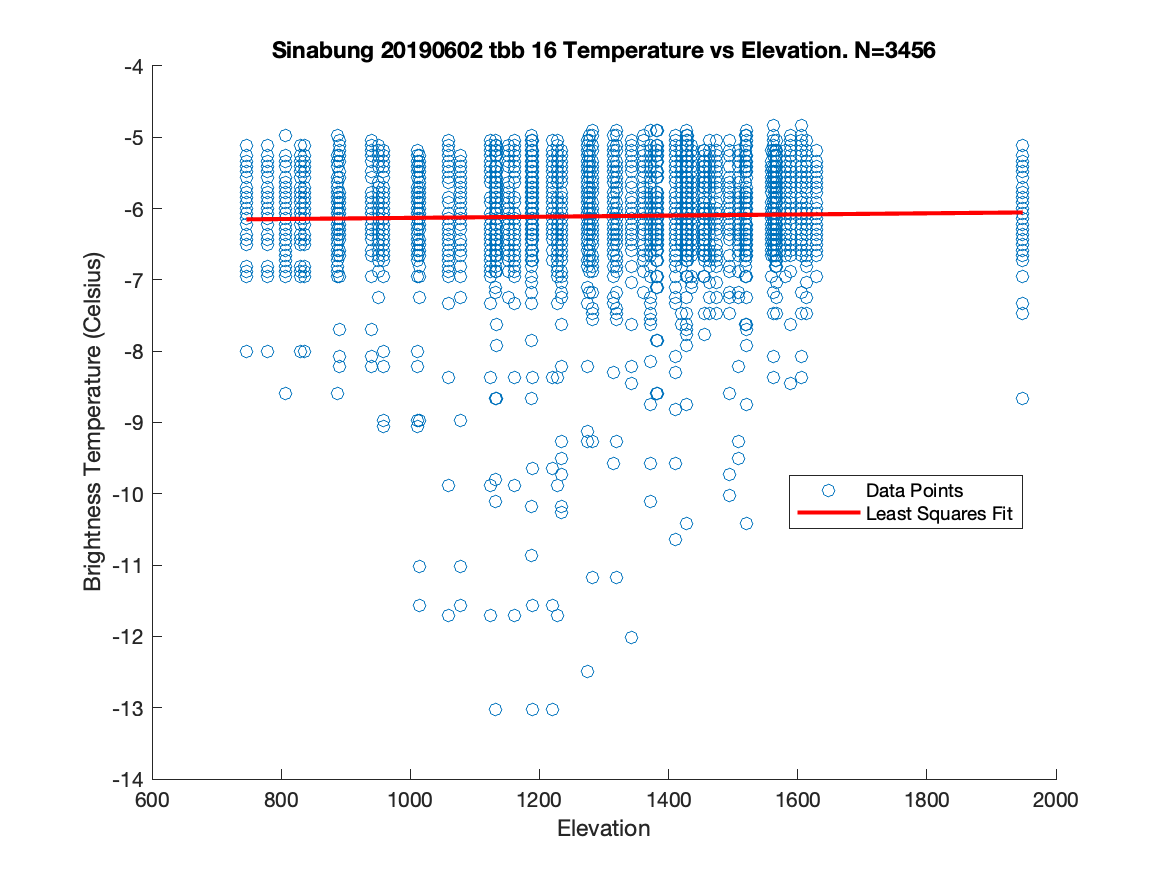 Sinabung 20190602 tbb 16 Temperature vs Elevation. N=3456
Brightness Temperature (Celsius)
-4
-5
-6
-7
-8
-9
-10
-11
-12
-13
-14
Data Points
Least Squares Fit
600 800 1000 1200 1400 1600 1800 2000
Elevation